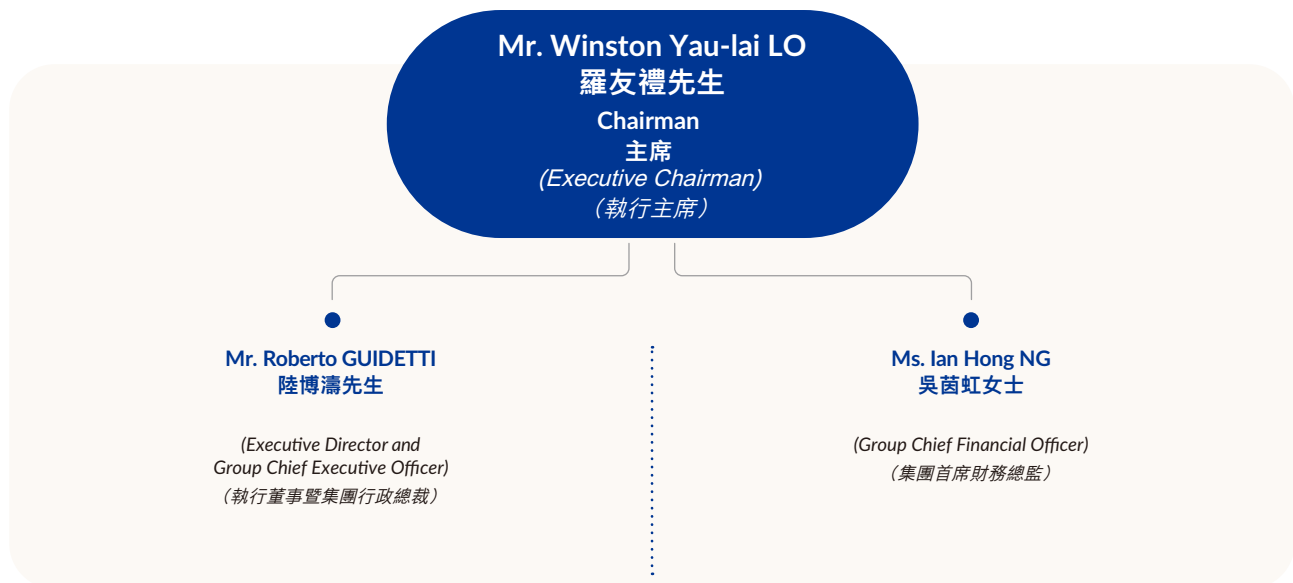 Mr. Winston Yau-lai LO
羅友禮先生
Chairman
主席
(Executive Chairman)
（執行主席）
Mr. Roberto GUIDETTI
陸博濤先生
(Executive Director and
Group Chief Executive Officer)
（執行董事暨集團行政總裁）
Ms. Ian Hong NG
吳茵虹女士
(Group Chief Financial Officer)
（集團首席財務總監）